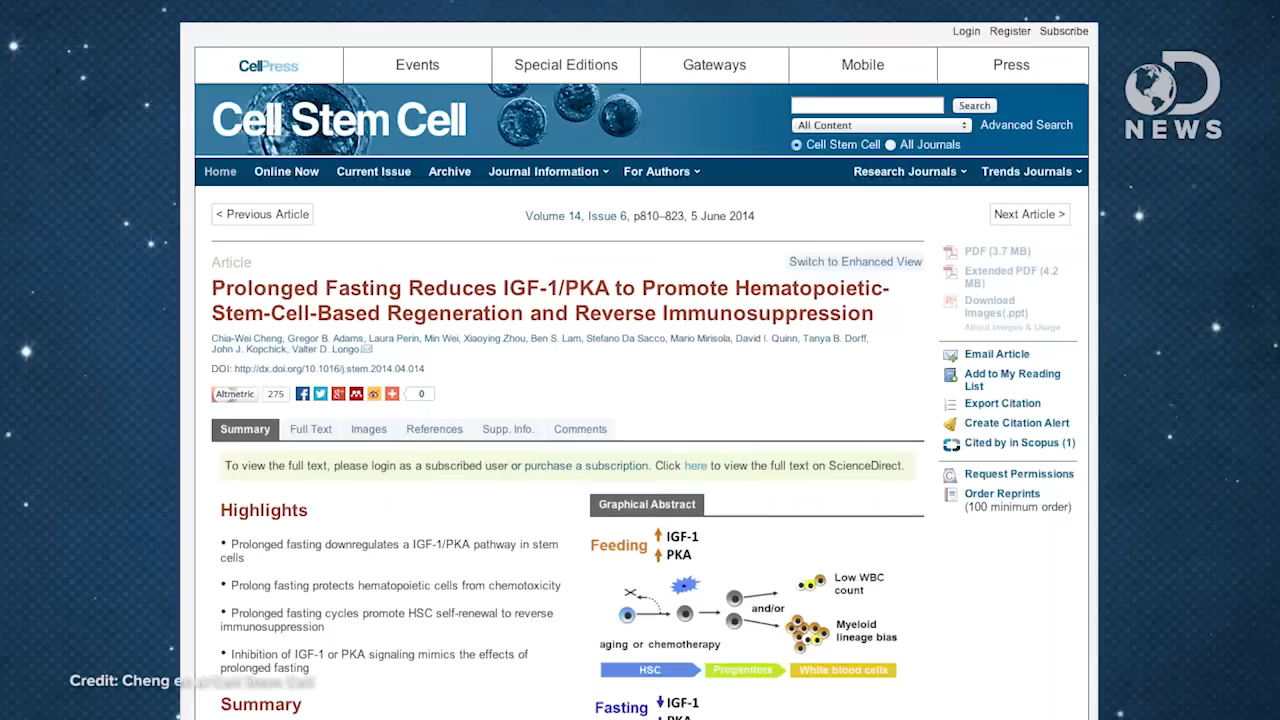 Login Register Subscribe
CellPress Events Special Editions Gateways Mobile Press
Cell Stem Cell
Search
All Content
Advanced Search
Cell Stem Cell All Journals
D
NEWS
Home Online Now Current Issue Archive Journal Information For Authors Research Journals Trends Journals
< Previous Article
Volume 14, Issue 6, p810–823, 5 June 2014
Next Article >
Article
Switch to Enhanced View
Prolonged Fasting Reduces IGF-1/PKA to Promote Hematopoietic-
Stem-Cell-Based Regeneration and Reverse Immunosuppression
Chia-Wei Cheng, Gregor B. Adams, Laura Perin, Min Wei, Xiaoying Zhou, Ben S. Lam, Stefano Da Sacco, Mario Mirisola, David I. Quinn, Tanya B. Dorff,
John J. Kopchick, Valter D. Longo
DOI: http://dx.doi.org/10.1016/j.stem.2014.04.014
Altmetric 275 0
Summary Full Text Images References Supp. Info. Comments
To view the full text, please login as a subscribed user or purchase a subscription. Click here to view the full text on ScienceDirect.
PDF (3.7 MB)
Extended PDF (4.2
MB)
Download
Images(.ppt)
About Images & Usage
Email Article
Add to My Reading
List
Export Citation
Create Citation Alert
Cited by in Scopus (1)
Request Permissions
Order Reprints
(100 minimum order)
Highlights
• Prolonged fasting downregulates a IGF-1/PKA pathway in stem
cells
• Prolong fasting protects hematopoietic cells from chemotoxicity
• Prolonged fasting cycles promote HSC self-renewal to reverse
immunosuppression
• Inhibition of IGF-1 or PKA signaling mimics the effects of
prolonged fasting
Summary
Graphical Abstract
Feeding IGF-1
PKA
Low WBC
count
and/or
Myeloid
lineage bias
aging or chemotherapy
HSC Progenitors White blood cells
Fasting IGF-1
PKA
Credit: Cheng et al Cell Stem Cell